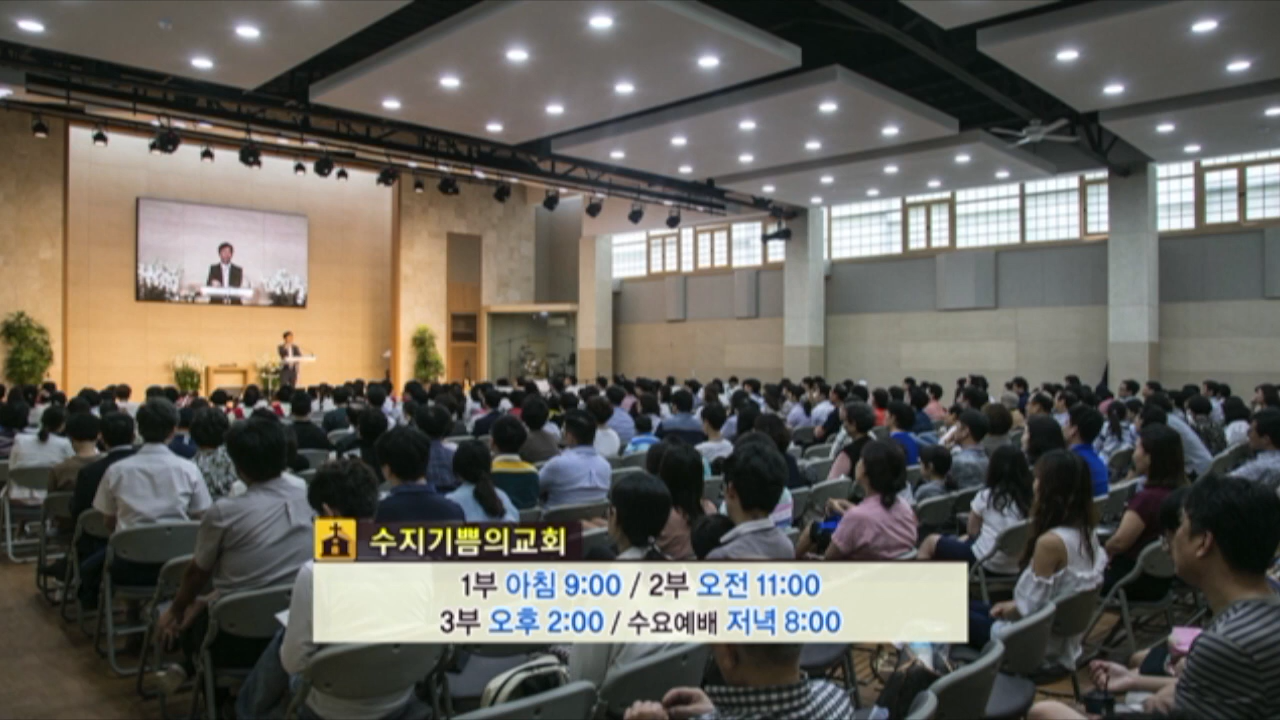 수지기쁨의교회
1부 아침 9:00 / 2부 오전 11:00
3부 오후 2:00 / 수요예배 저녁 8:00